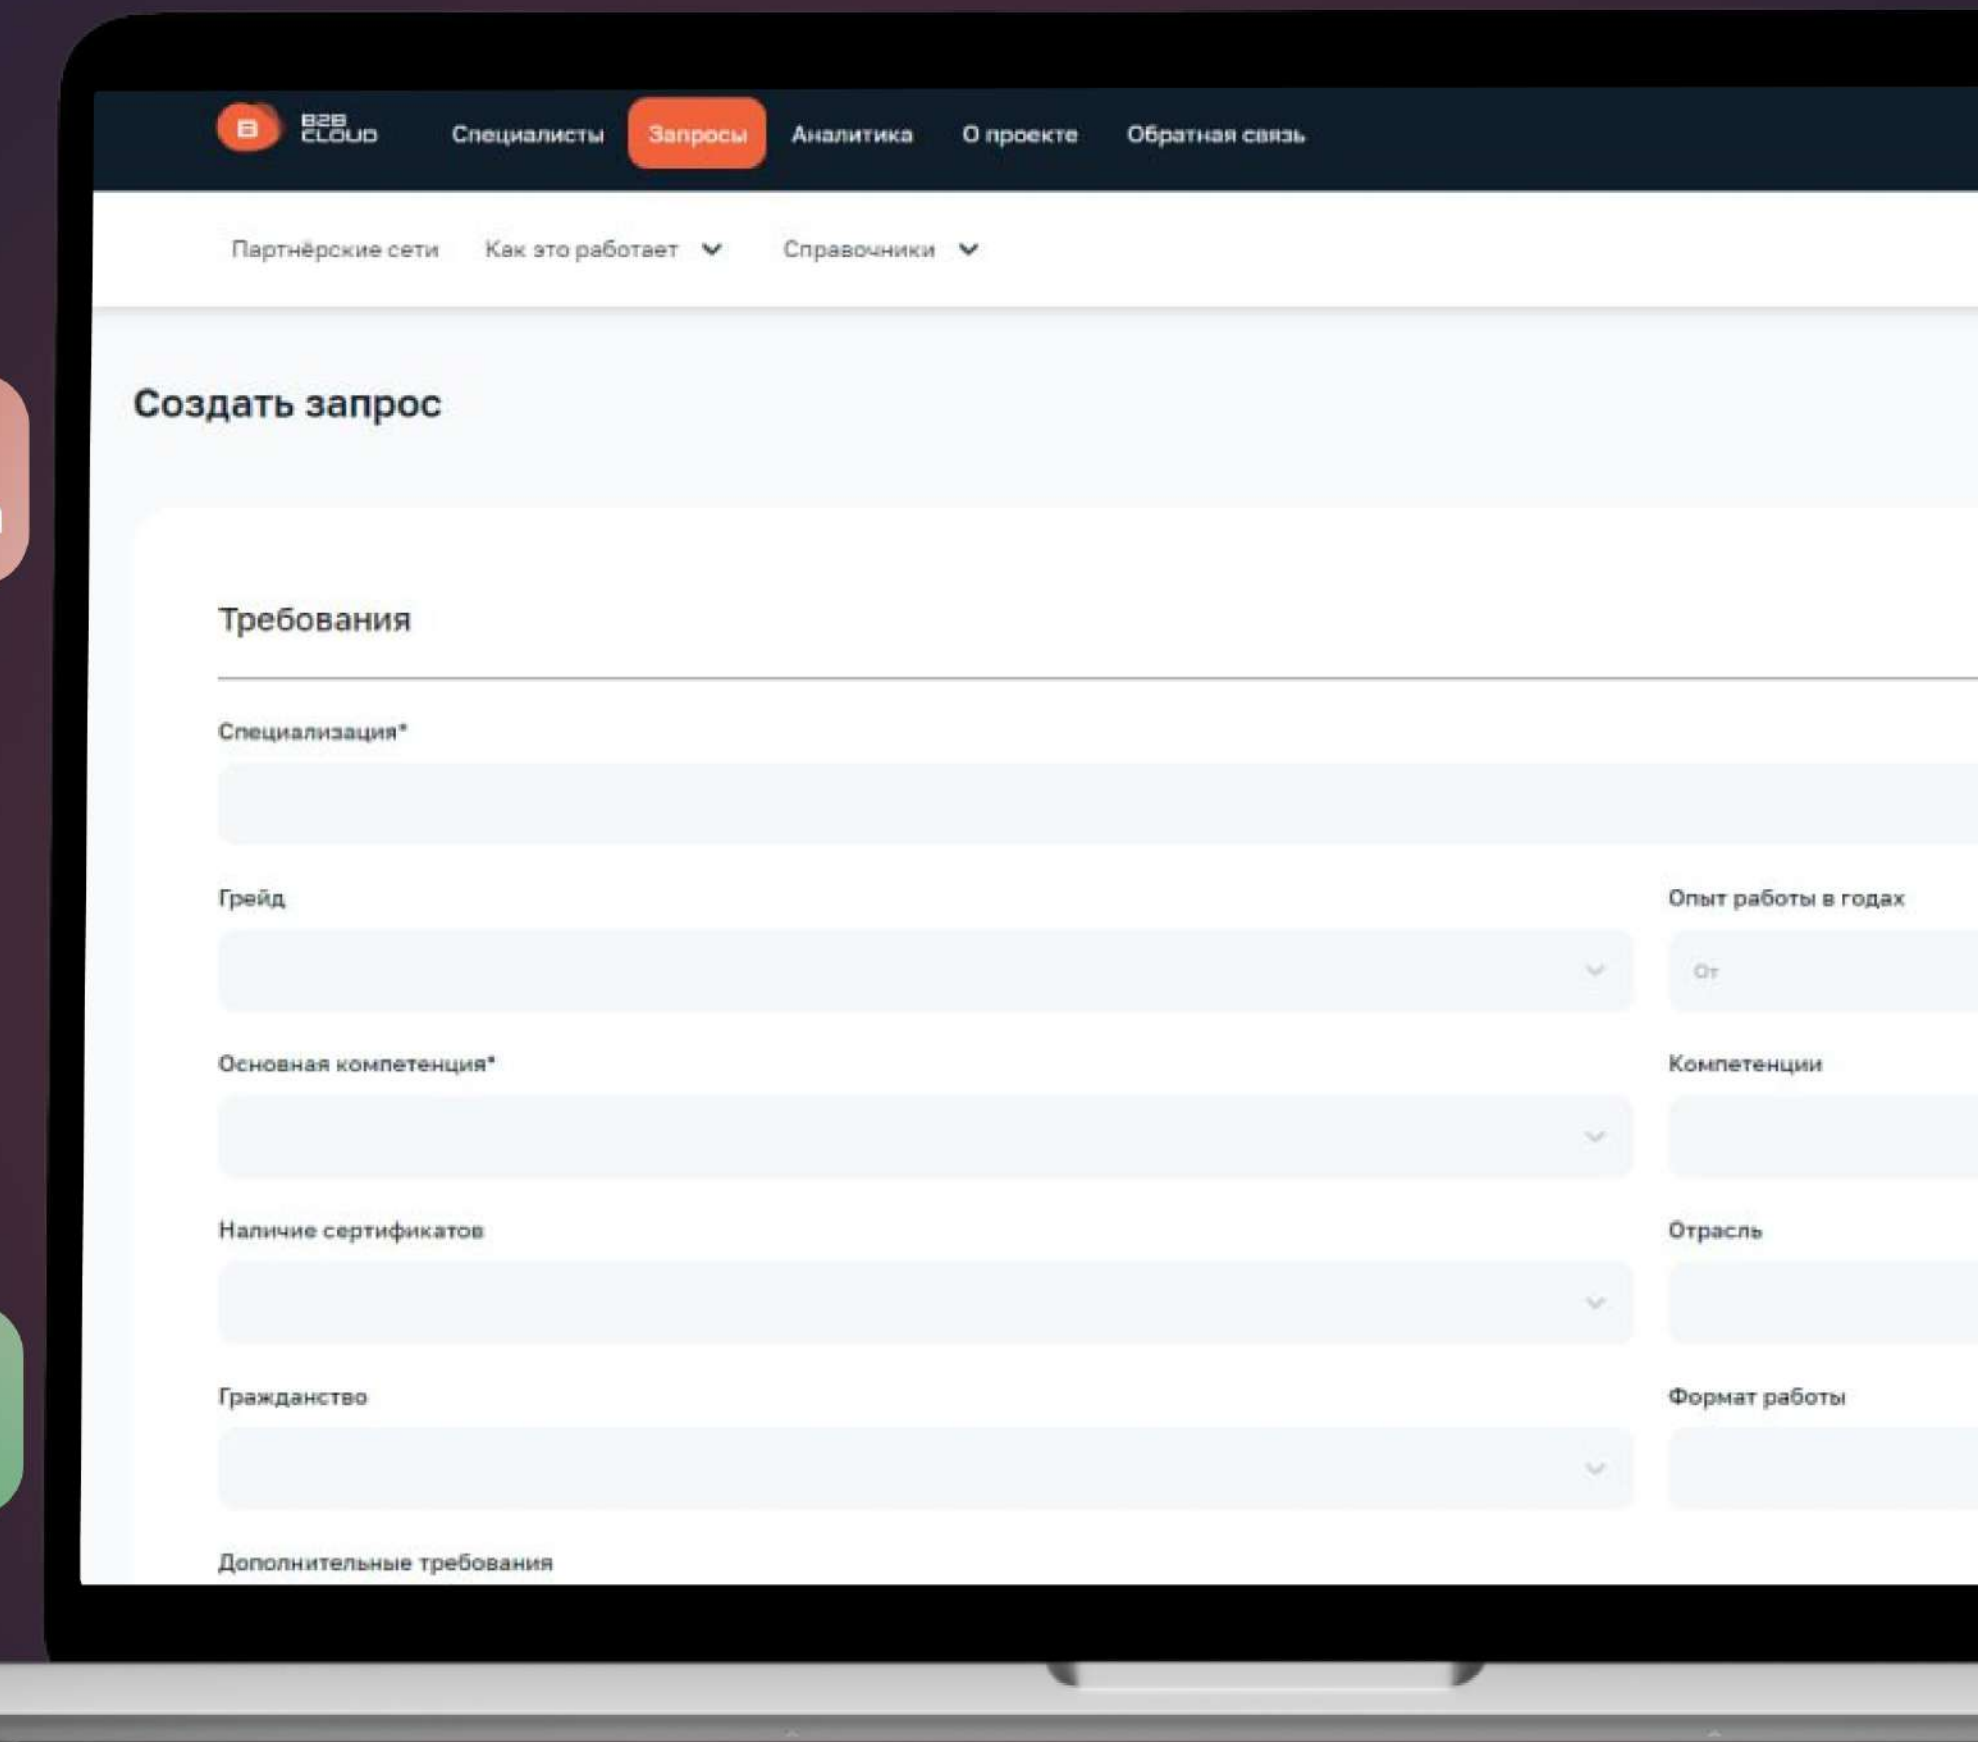 B2B
CLOUD
Специалисты Запросы Аналитика О проекте Обратная связь
Партнёрские сети Как это работает Справочники
Создать запрос
Требования
Специализация*
Грейд Опыт работы в годах
От
Основная компетенция* Компетенции
Наличие сертификатов Отрасль
Гражданство Формат работы
Дополнительные требования